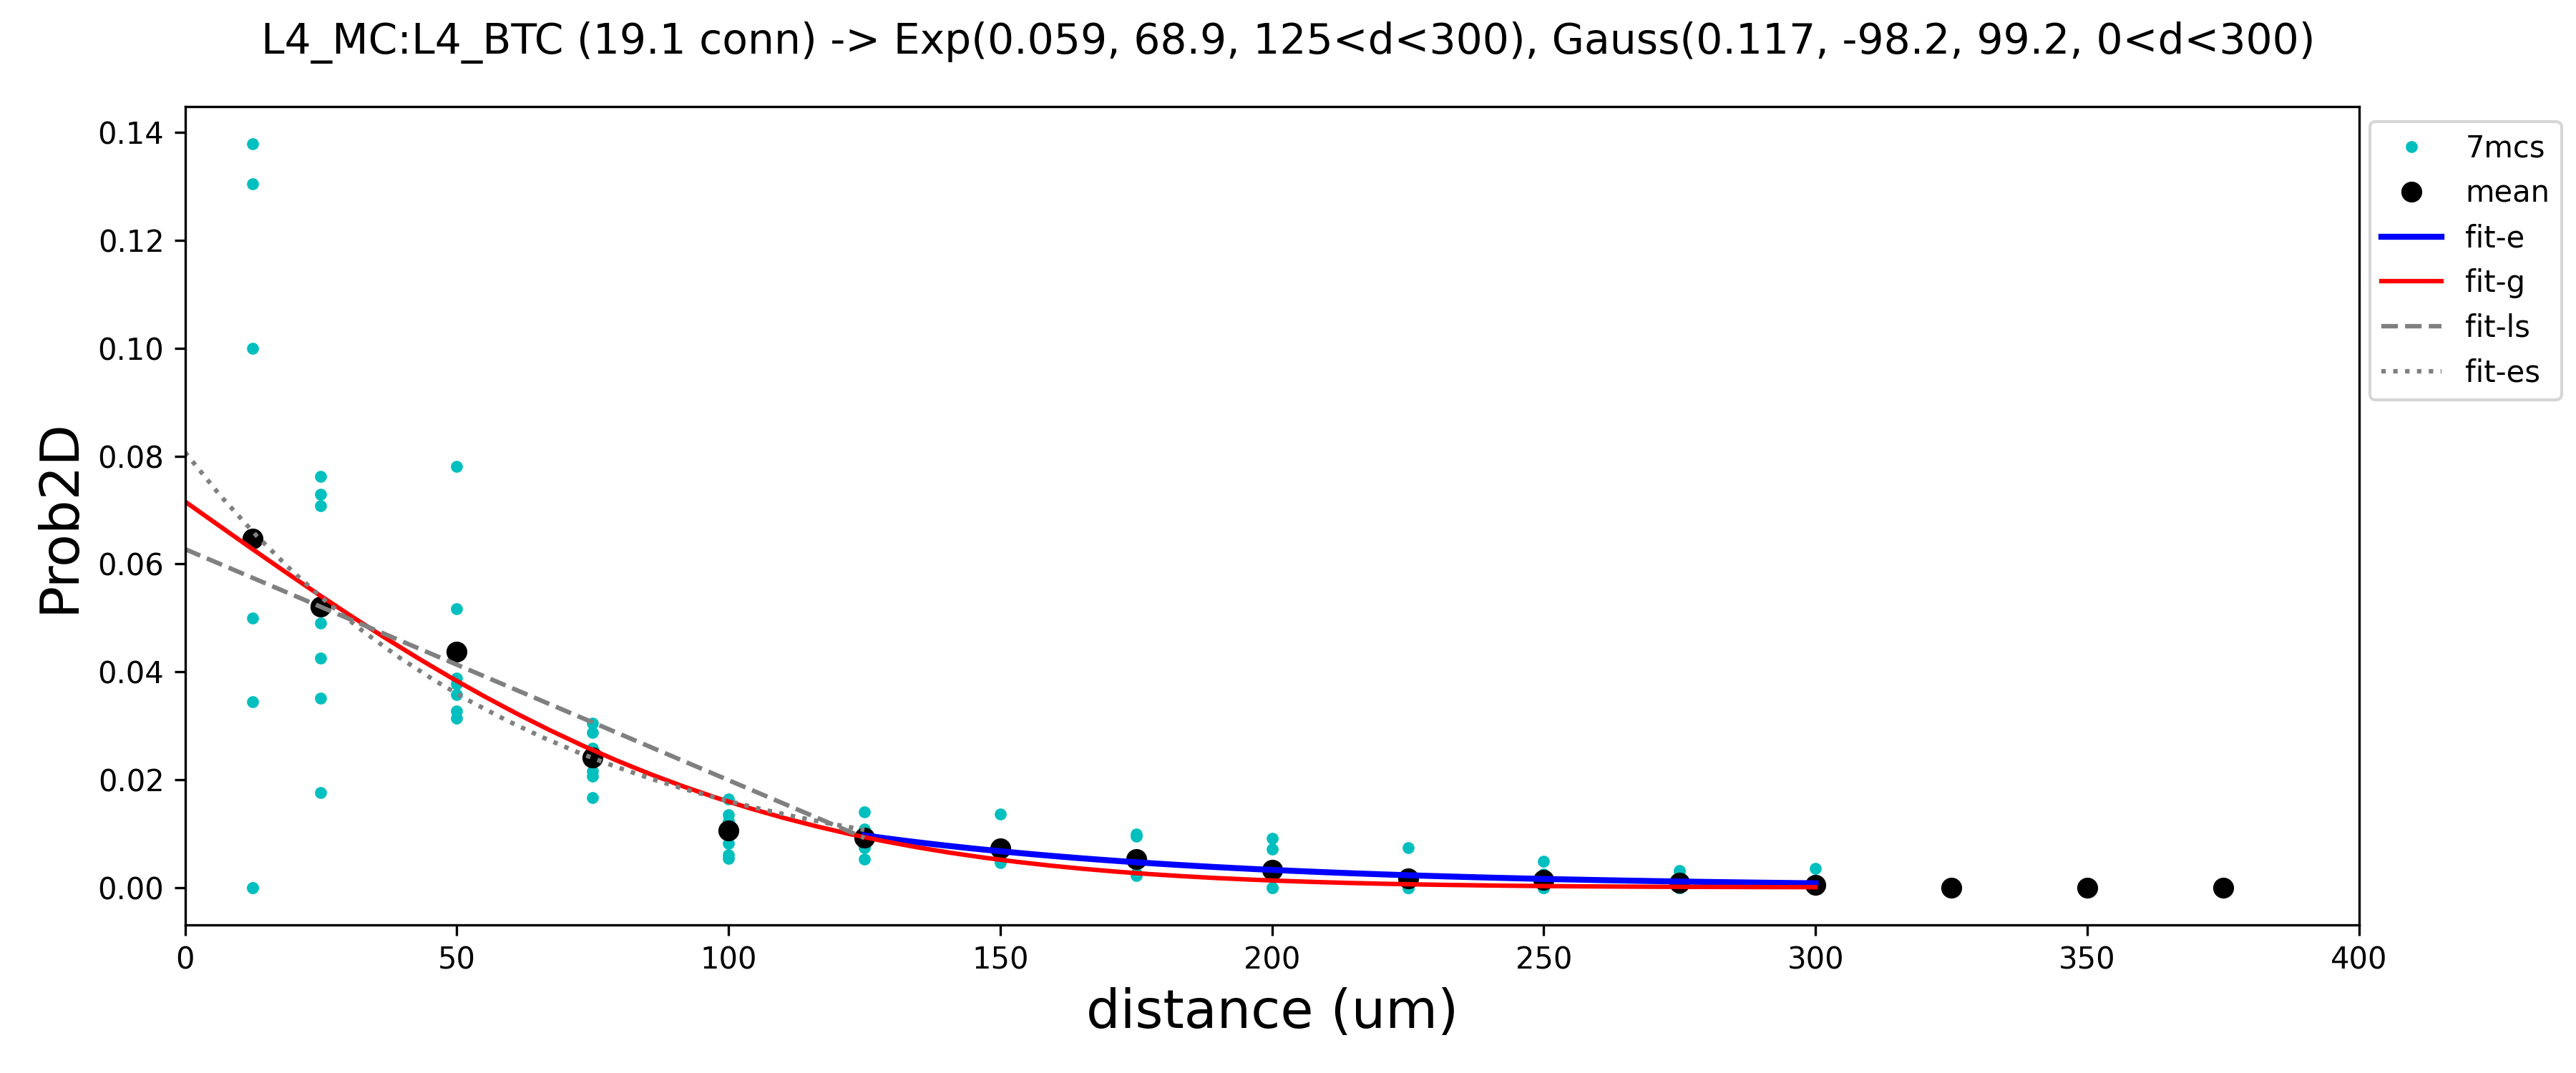 L4_MC:L4_BTC (19.1 conn) -> Exp(0.059, 68.9, 125<d<300), Gauss(0.117, -98.2, 99.2, 0<d<300)
0.14
0.12
0.10
0.08
0.06
0.04
0.02
0.00
Prob2D
0 50 100 150 200 250 300 350 400
distance (um)
7mcs
mean
fit-e
fit-g
fit-ls
fit-es